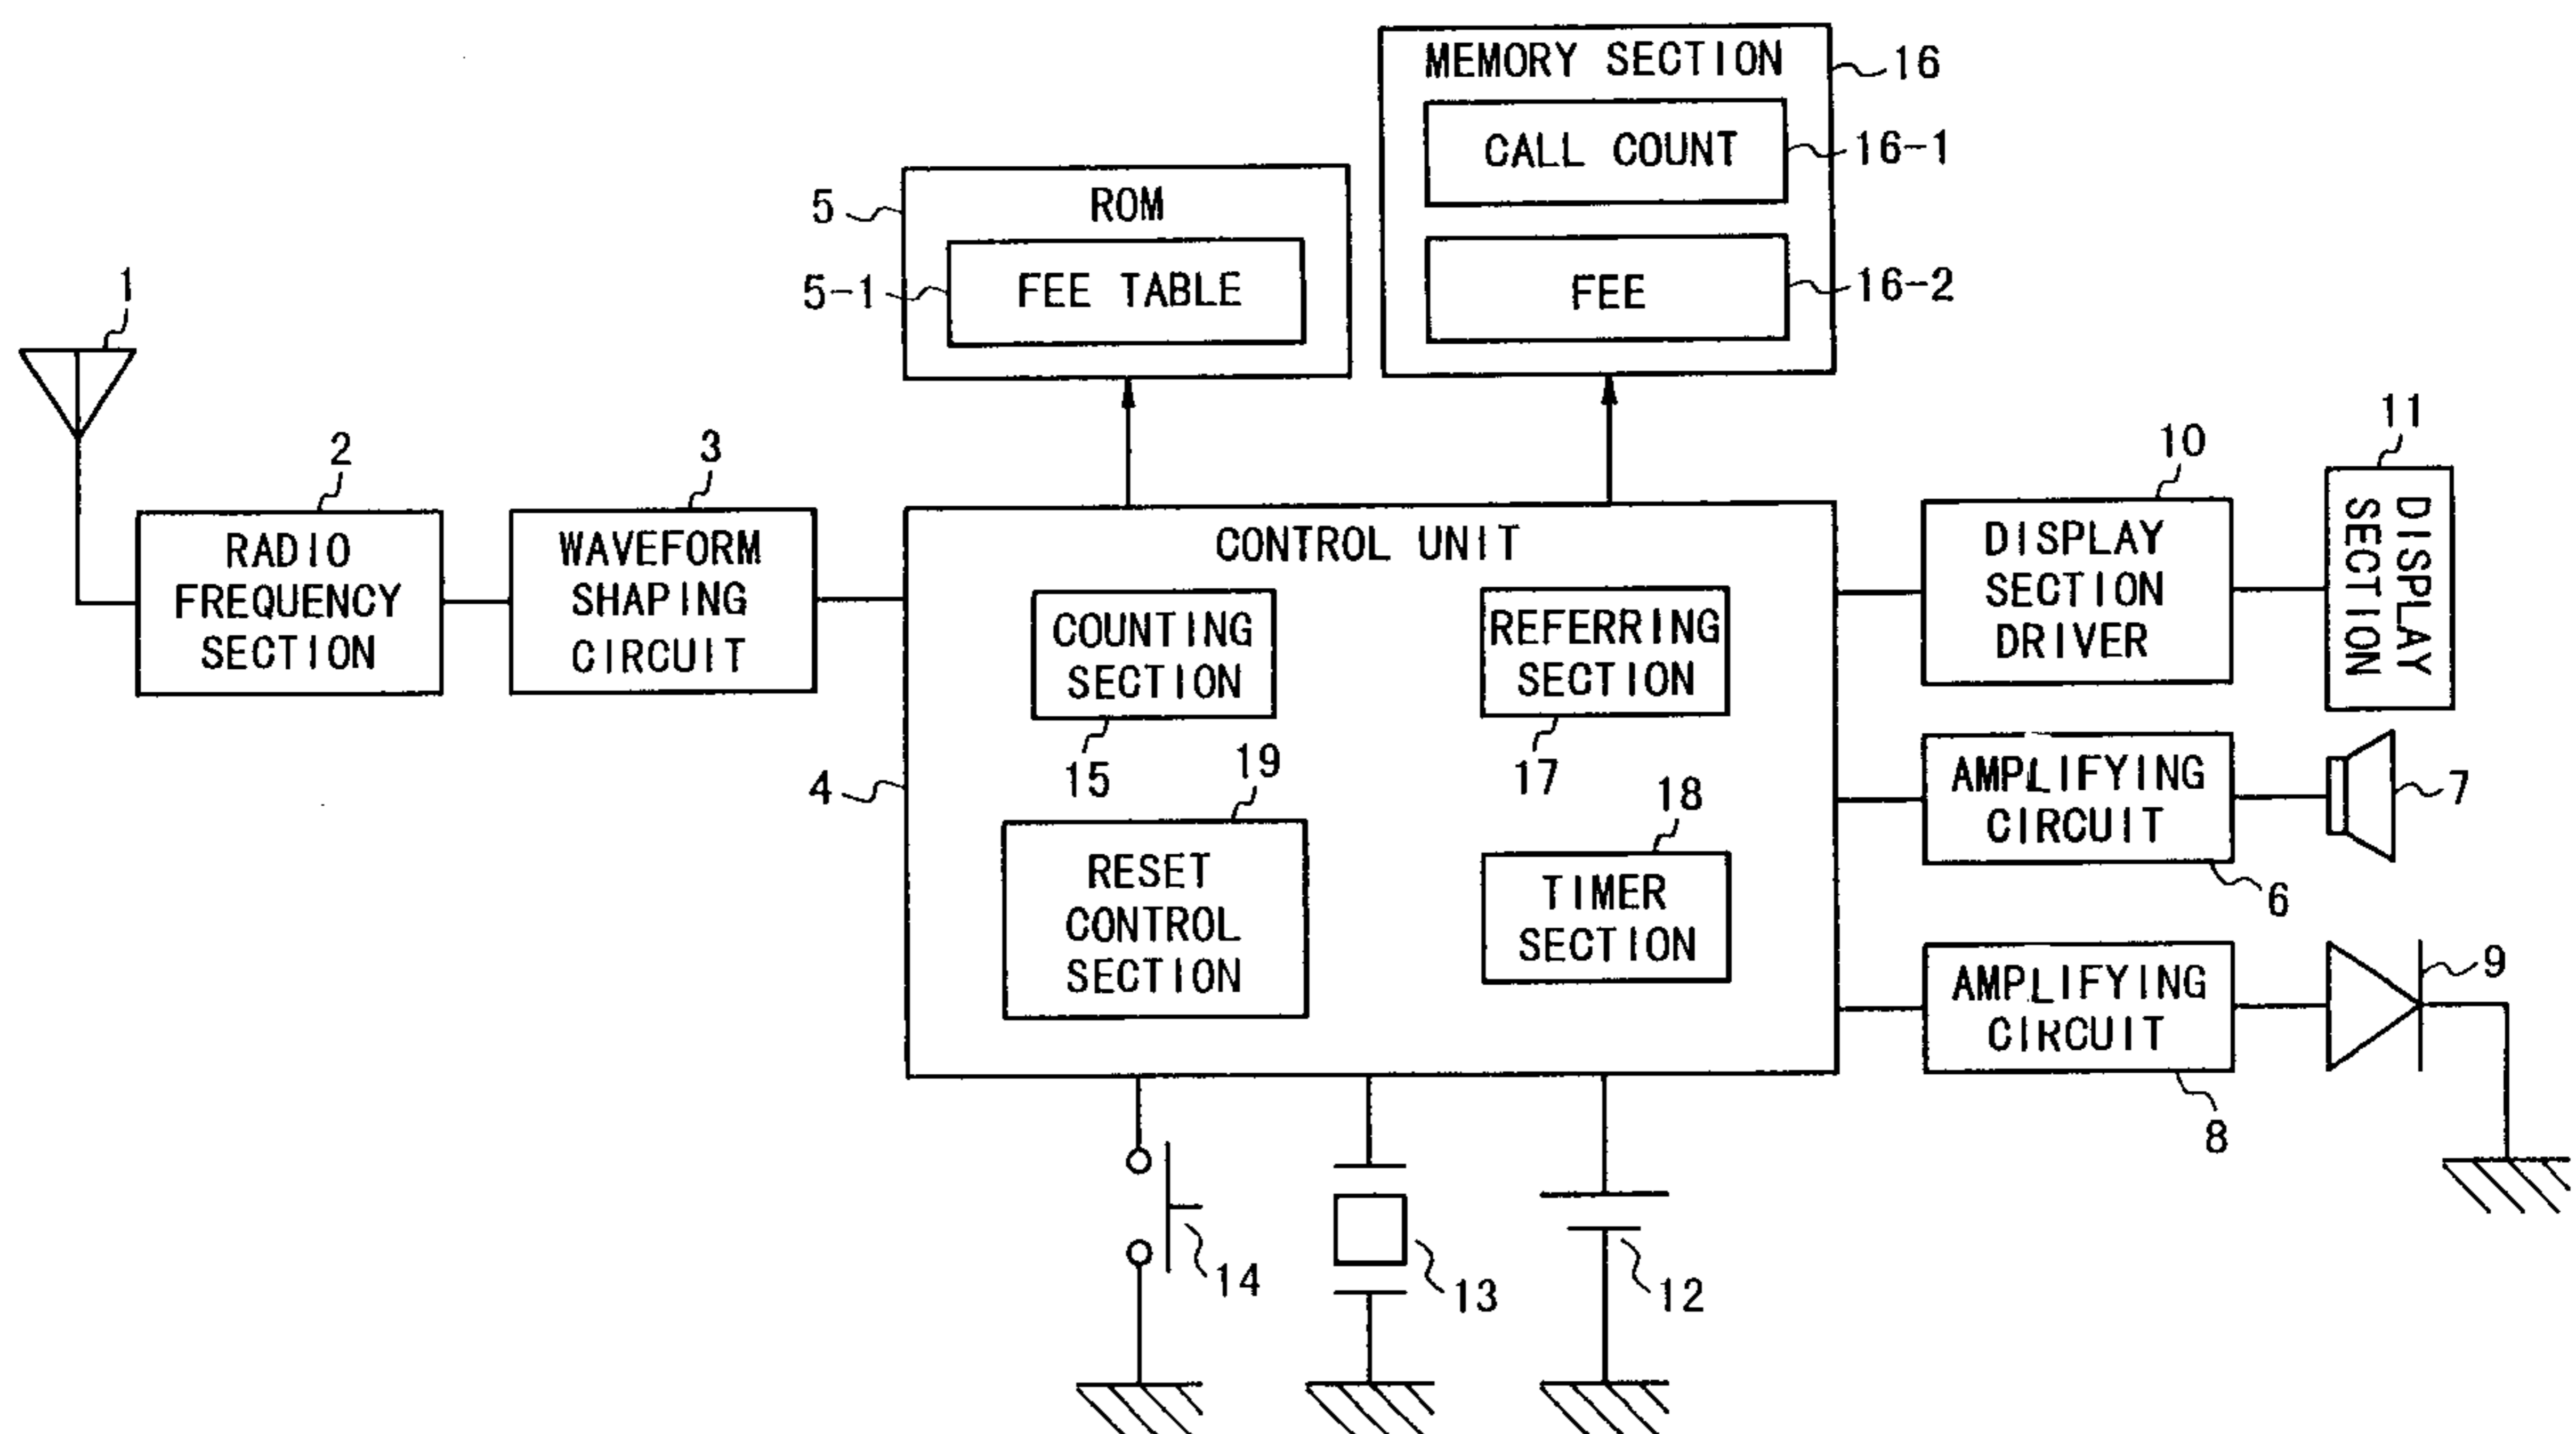 MEMORY SECTION
16
CALL COUNT
16-1
FEE
16-2
5
ROM
5-1
FEE TABLE
1
2
RADIO
FREQUENCY
SECTION
3
WAVEFORM
SHAPING
CIRCUIT
4
CONTROL UNIT
COUNTING
SECTION
15
REFERRING
SECTION
17
19
RESET
CONTROL
SECTION
18
TIMER
SECTION
10
DISPLAY
SECTION
DRIVER
11
DISPLAY
SECTION
AMPLIFYING
CIRCUIT
6
7
AMPLIFYING
CIRCUIT
8
9
14
13
12